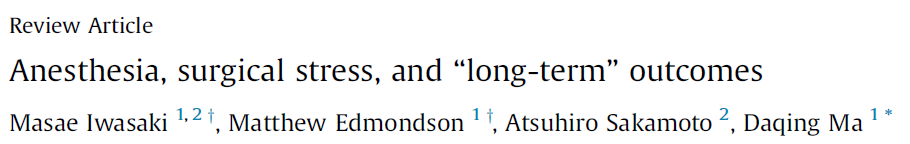 Review Article
Anesthesia, surgical stress, and “long-term” outcomes
Masae Iwasaki 1, 2 †, Matthew Edmondson 1 †, Atsuhiro Sakamoto 2, Daqing Ma 1 *